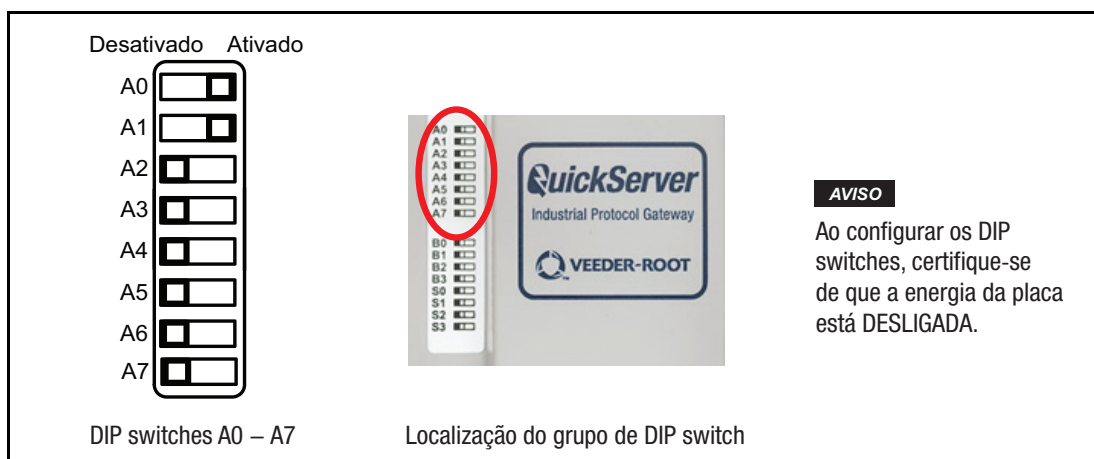 Desativado Ativado
A0
A1
A2
A3
A4
A5
A6
A7
DIP switches A0 – A7
A0
A1
A2
A3
A4
A5
A6
A7
B0
B1
B2
B3
S0
S1
S2
S3
QuickServer
Industrial Protocol Gateway
VEEDER-ROOT
Localização do grupo de DIP switch
AVISO
Ao configurar os DIP
switches, certifique-se
de que a energia da placa
está DESLIGADA.